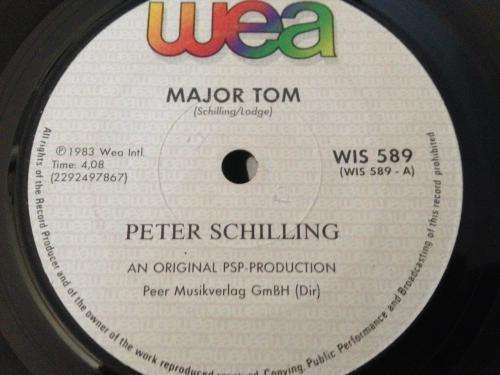 wea
MAJOR TOM
(Schilling/Lodge)
℗ 1983 Wea Intl.
Time: 4,08
(2292497867)
WIS 589
(WIS 589 - A)
PETER SCHILLING
AN ORIGINAL PSP-PRODUCTION
Peer Musikverlag GmBH (Dir)
All rights of the Record Producer and of the owner of the work reproduced reserved. Copying, Public Performance and Broadcasting of this record prohibited